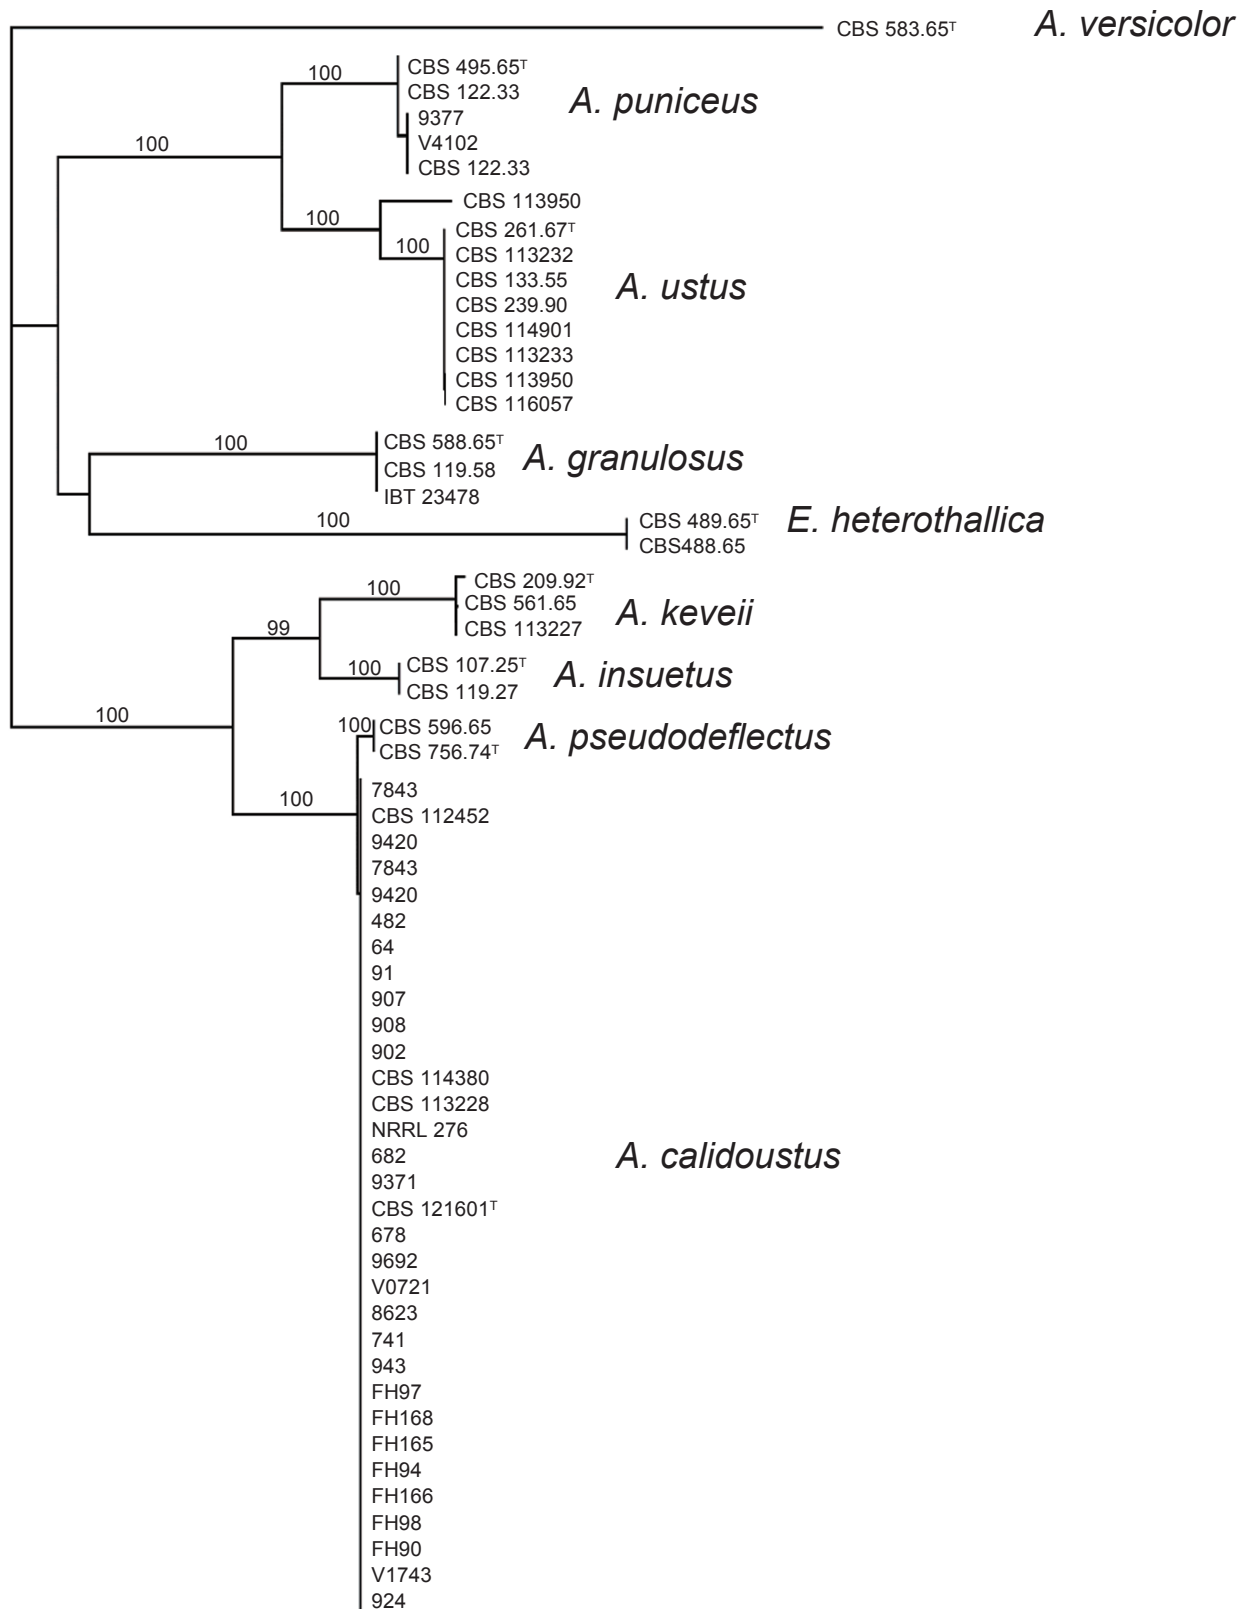 CBS 583.65ᵀ A. versicolor
100
CBS 495.65ᵀ
CBS 122.33
A. puniceus
9377
V4102
CBS 122.33
100
CBS 113950
100
100
CBS 261.67ᵀ
CBS 113232
CBS 133.55
A. ustus
CBS 239.90
CBS 114901
CBS 113233
CBS 113950
CBS 116057
100
CBS 588.65ᵀ
A. granulosus
CBS 119.58
IBT 23478
100
CBS 489.65ᵀ
E. heterothallica
CBS488.65
100
CBS 209.92ᵀ
CBS 561.65
A. keveii
CBS 113227
99
100
CBS 107.25ᵀ
A. insuetus
CBS 119.27
100
100
CBS 596.65
A. pseudodeflectus
CBS 756.74ᵀ
100
7843
CBS 112452
9420
7843
9420
482
64
91
907
908
902
CBS 114380
CBS 113228
NRRL 276
682
A. calidoustus
9371
CBS 121601ᵀ
678
9692
V0721
8623
741
943
FH97
FH168
FH165
FH94
FH166
FH98
FH90
V1743
924